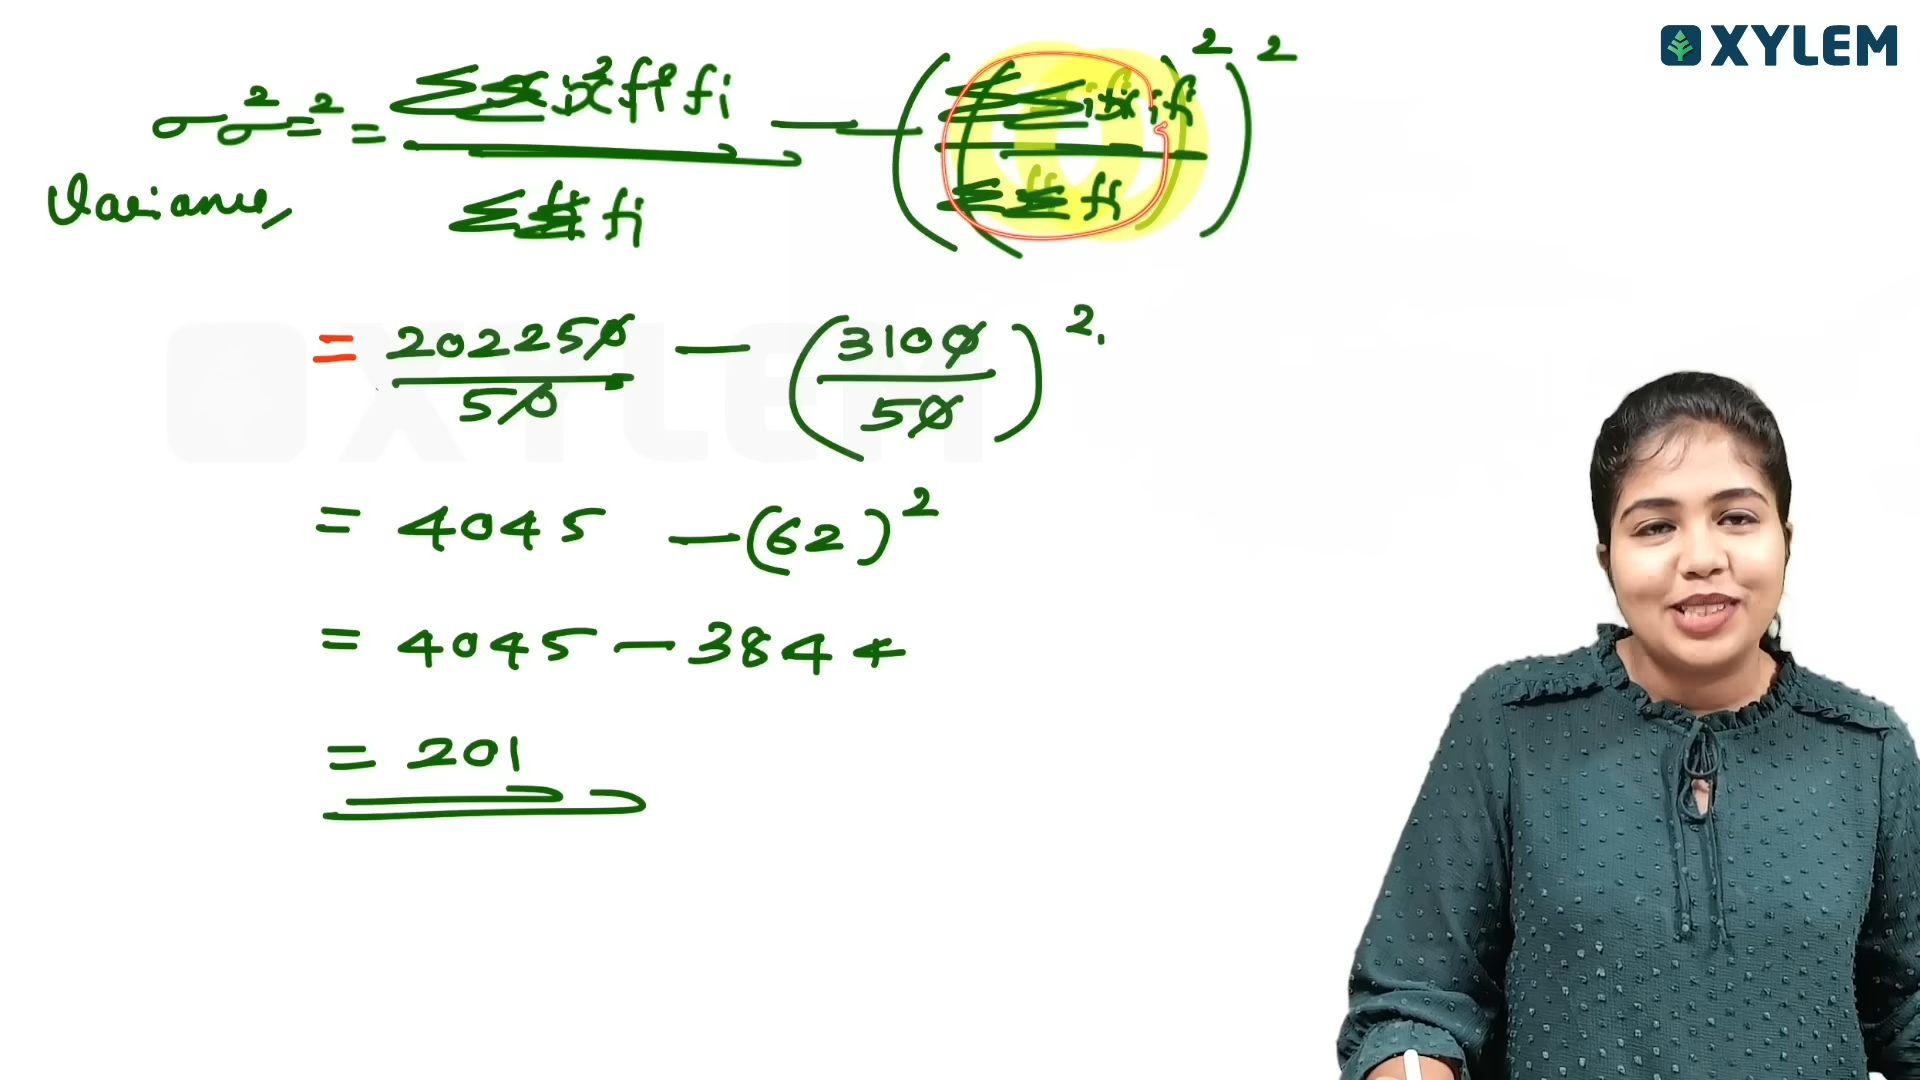 XYLEM
σ² = Σxi²fi / Σfi — (Σxifi / Σfi)²
Variance,
= 202250 / 50 — (3100 / 50)²
= 4045 — (62)²
= 4045 — 3844
= 201